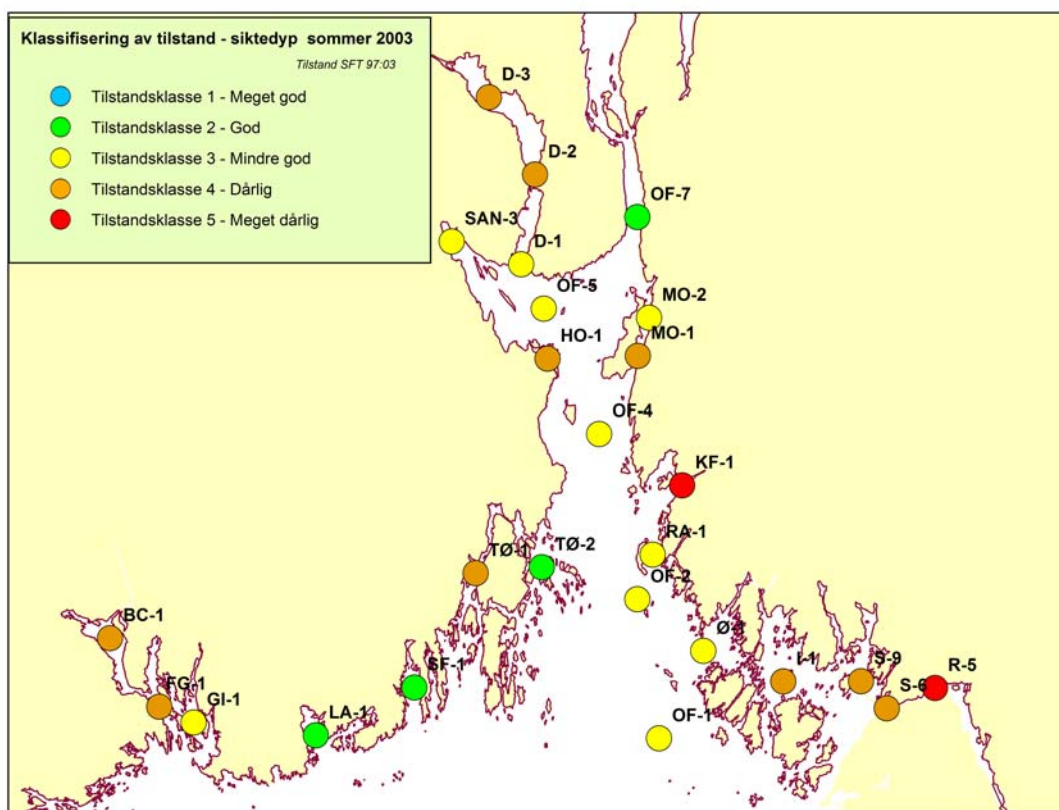 Klassifisering av tilstand - siktedyp sommer 2003
Tilstand SFT 97:03
Tilstandsklasse 1 - Meget god
Tilstandsklasse 2 - God
Tilstandsklasse 3 - Mindre god
Tilstandsklasse 4 - Dårlig
Tilstandsklasse 5 - Meget dårlig
D-3
D-2
OF-7
SAN-3
D-1
OF-5
MO-2
HO-1
MO-1
OF-4
KF-1
RA-1
TØ-1
TØ-2
OF-2
BC-1
Ø-1
FG-1
GI-1
SF-1
I-1
S-9
R-5
S-6
LA-1
OF-1